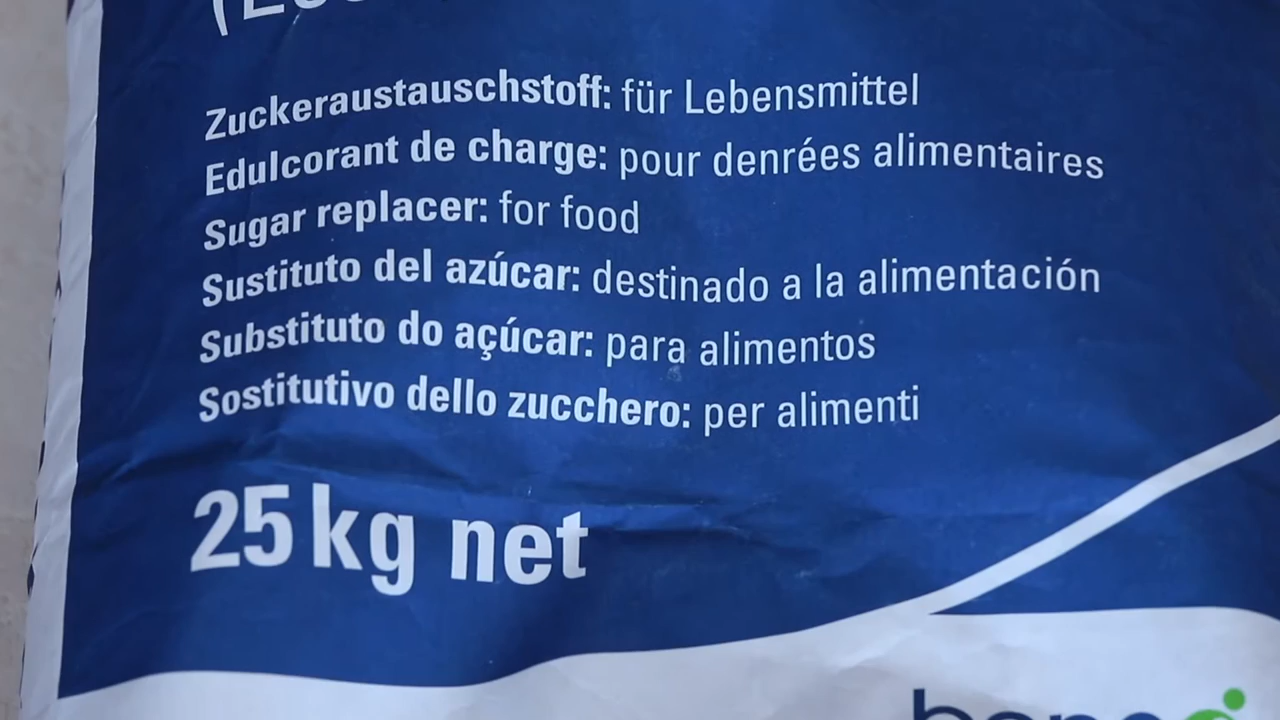 Zuckeraustauschstoff: für Lebensmittel
Edulcorant de charge: pour denrées alimentaires
Sugar replacer: for food
Sustituto del azúcar: destinado a la alimentación
Substituto do açúcar: para alimentos
Sostitutivo dello zucchero: per alimenti
25 kg net